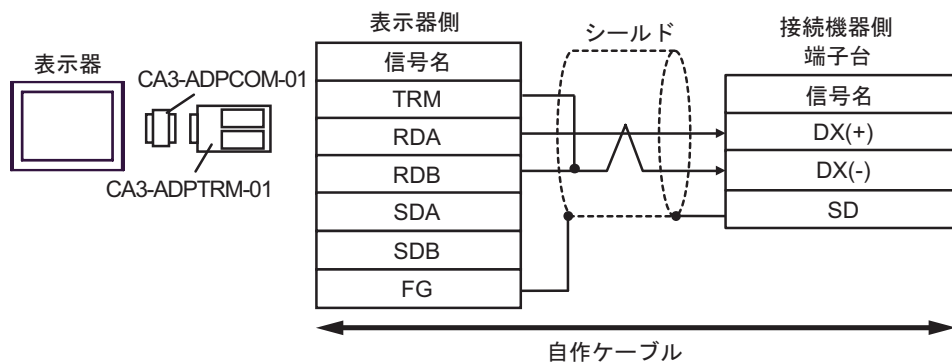 表示器
CA3-ADPCOM-01
CA3-ADPTRM-01
表示器側
信号名
TRM
RDA
RDB
SDA
SDB
FG
シールド
接続機器側
端子台
信号名
DX(+)
DX(-)
SD
自作ケーブル